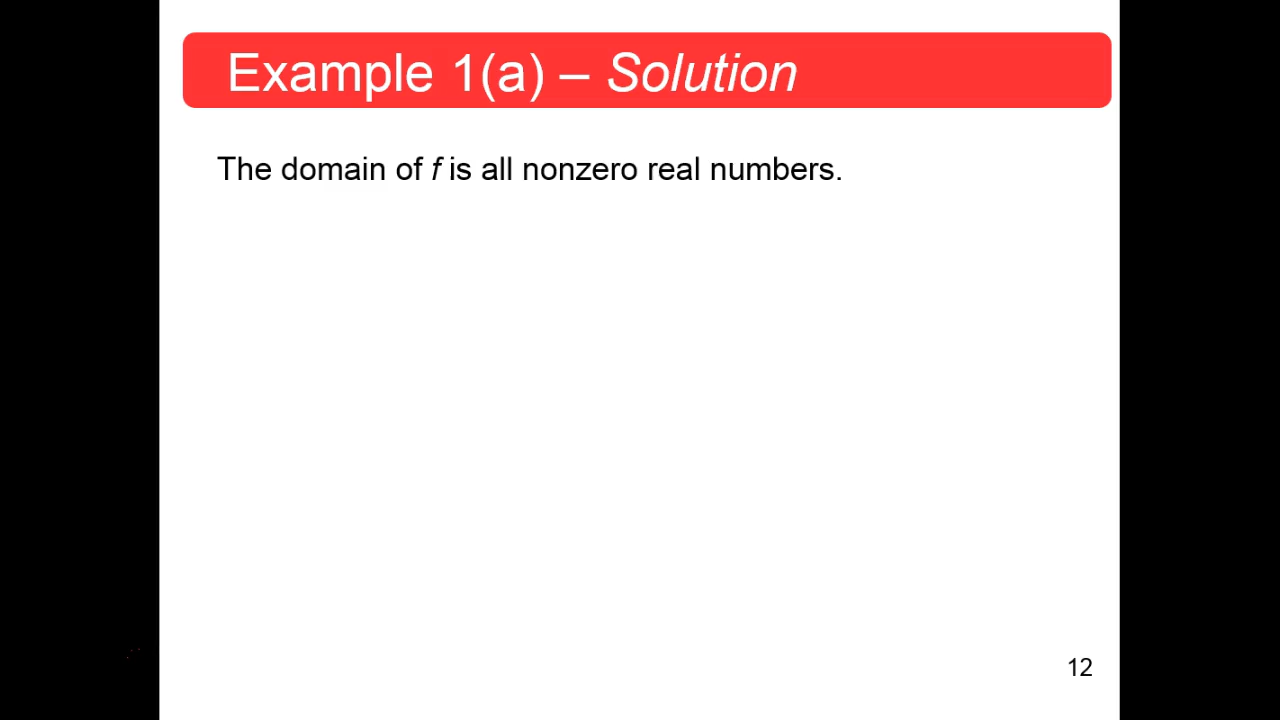 Example 1(a) – Solution
The domain of f is all nonzero real numbers.
12